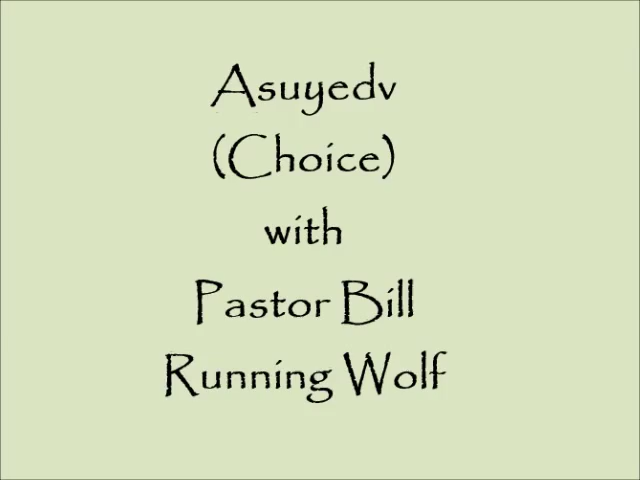 Asuyedv
(Choice)
with
Pastor Bill
Running Wolf